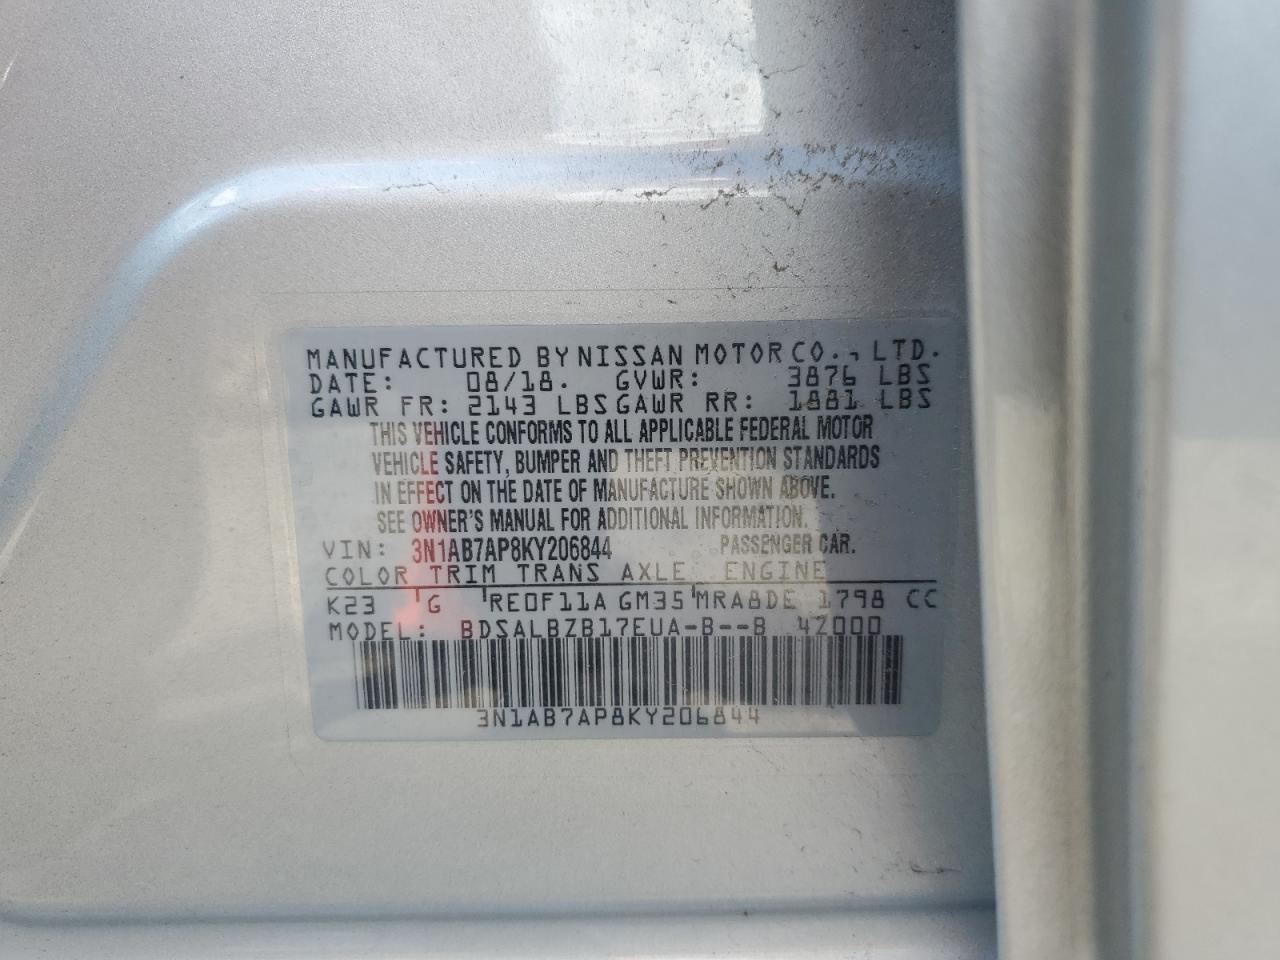 MANUFACTURED BY NISSAN MOTOR CO., LTD.
DATE: 08/18. GVWR: 3876 LBS
GAWR FR: 2143 LBS GAWR RR: 1881 LBS
THIS VEHICLE CONFORMS TO ALL APPLICABLE FEDERAL MOTOR
VEHICLE SAFETY, BUMPER AND THEFT PREVENTION STANDARDS
IN EFFECT ON THE DATE OF MANUFACTURE SHOWN ABOVE.
SEE OWNER'S MANUAL FOR ADDITIONAL INFORMATION.
VIN: 3N1AB7AP8KY206844 PASSENGER CAR.
COLOR TRIM TRANS AXLE ENGINE
K23 G RE0F11A GM35 MRA8DE 1798 CC
MODEL: BDSALBZB17EUA-B--B 42000
3N1AB7AP8KY206844